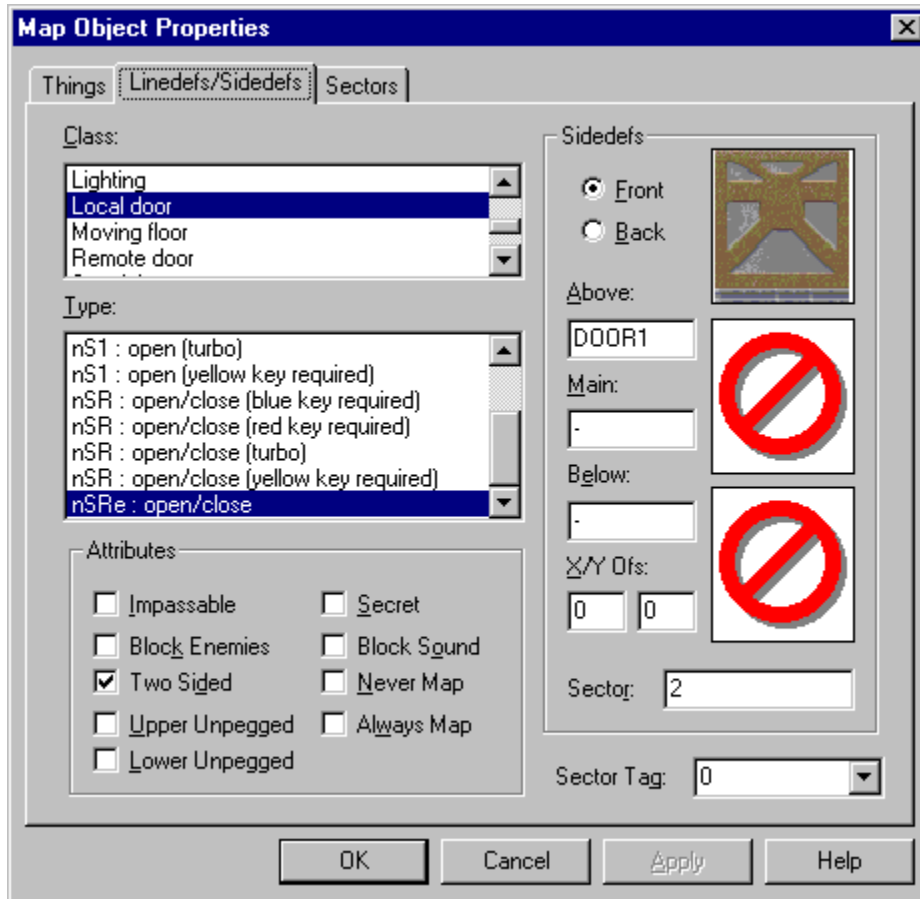 Map Object Properties
Things
Linedefs/Sidedefs
Sectors
Class:
Lighting
Local door
Moving floor
Remote door
Type:
nS1 : open (turbo)
nS1 : open (yellow key required)
nSR : open/close (blue key required)
nSR : open/close (red key required)
nSR : open/close (turbo)
nSR : open/close (yellow key required)
nSRe : open/close
Attributes
Impassable
Secret
Block Enemies
Block Sound
Two Sided
Never Map
Upper Unpegged
Always Map
Lower Unpegged
Sidedefs
Front
Back
Above:
DOOR1
Main:
-
Below:
-
X/Y Ofs:
0 0
Sector: 2
Sector Tag: 0
OK
Cancel
Apply
Help